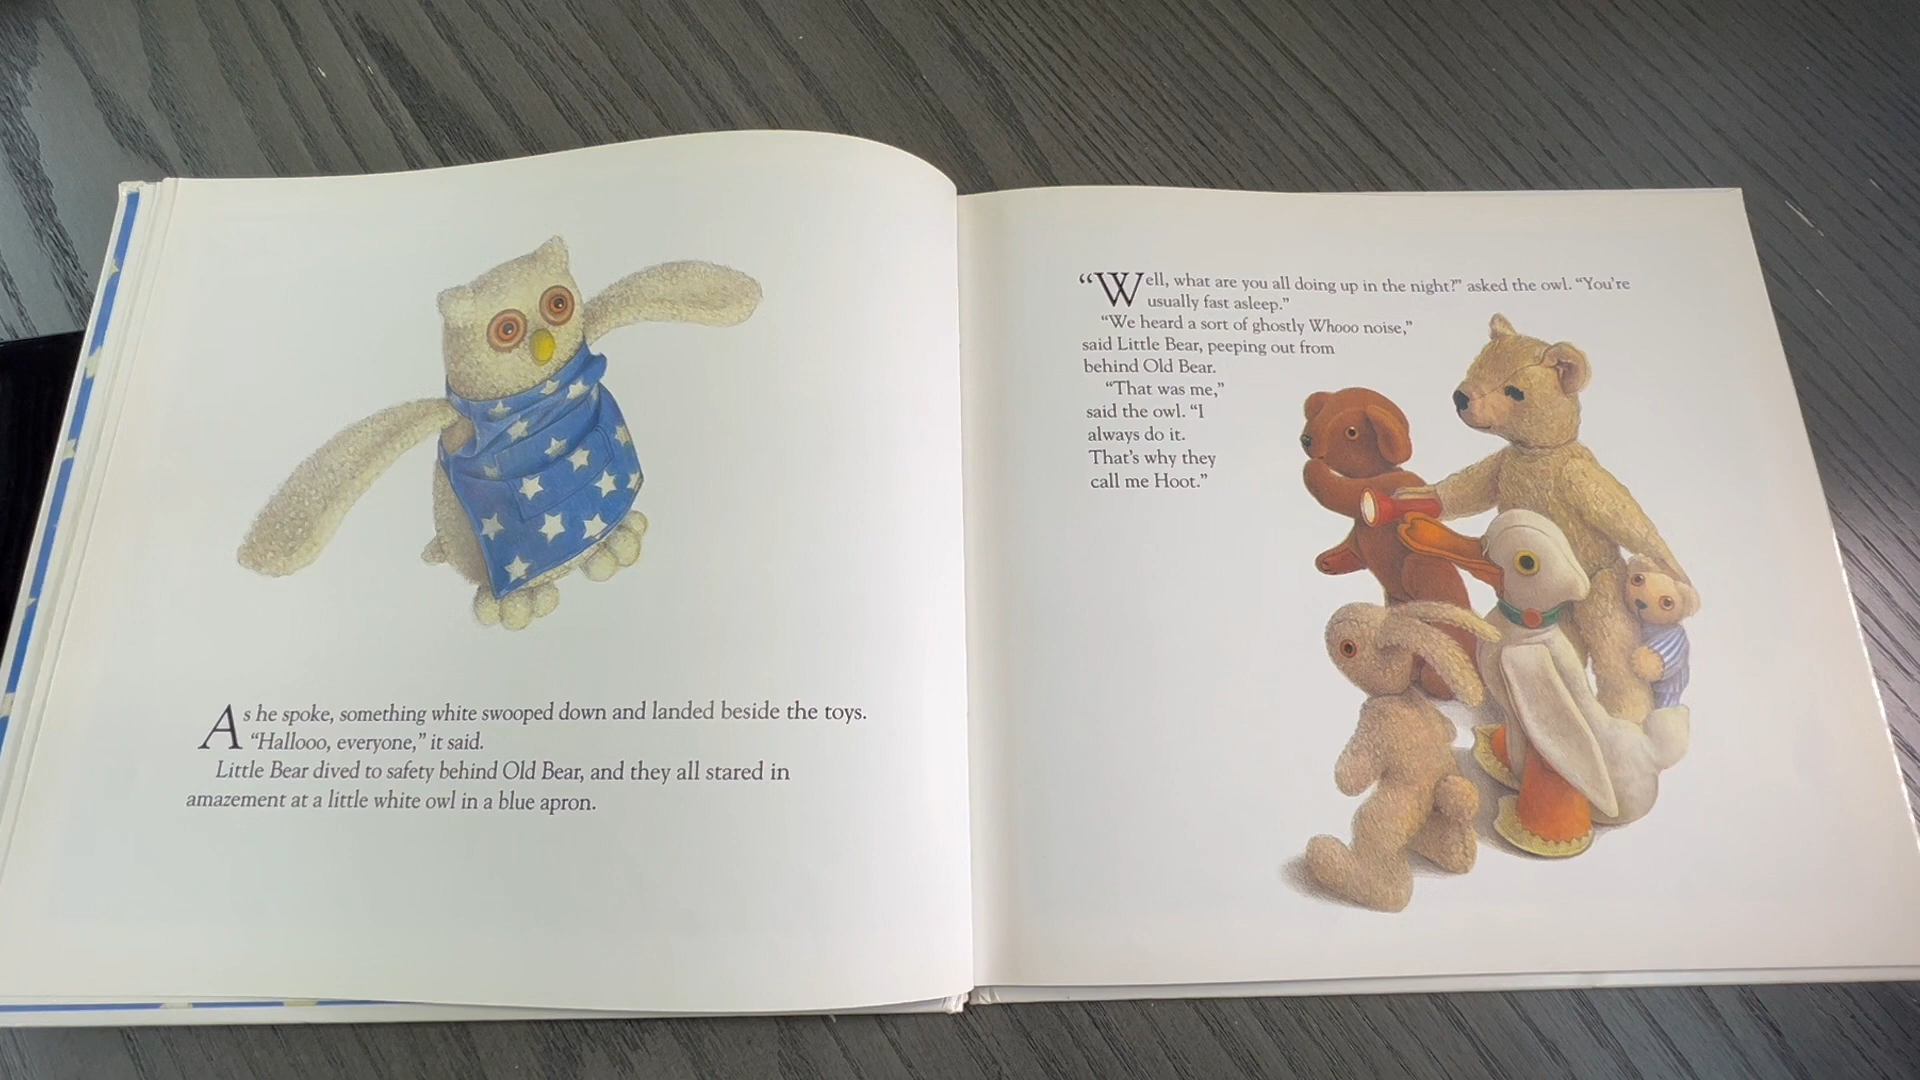 As he spoke, something white swooped down and landed beside the toys.
“Hallooo, everyone,” it said.
Little Bear dived to safety behind Old Bear, and they all stared in
amazement at a little white owl in a blue apron.
“Well, what are you all doing up in the night?” asked the owl. “You’re
usually fast asleep.”
“We heard a sort of ghostly Whooo noise,”
said Little Bear, peeping out from
behind Old Bear.
“That was me,”
said the owl. “I
always do it.
That’s why they
call me Hoot.”